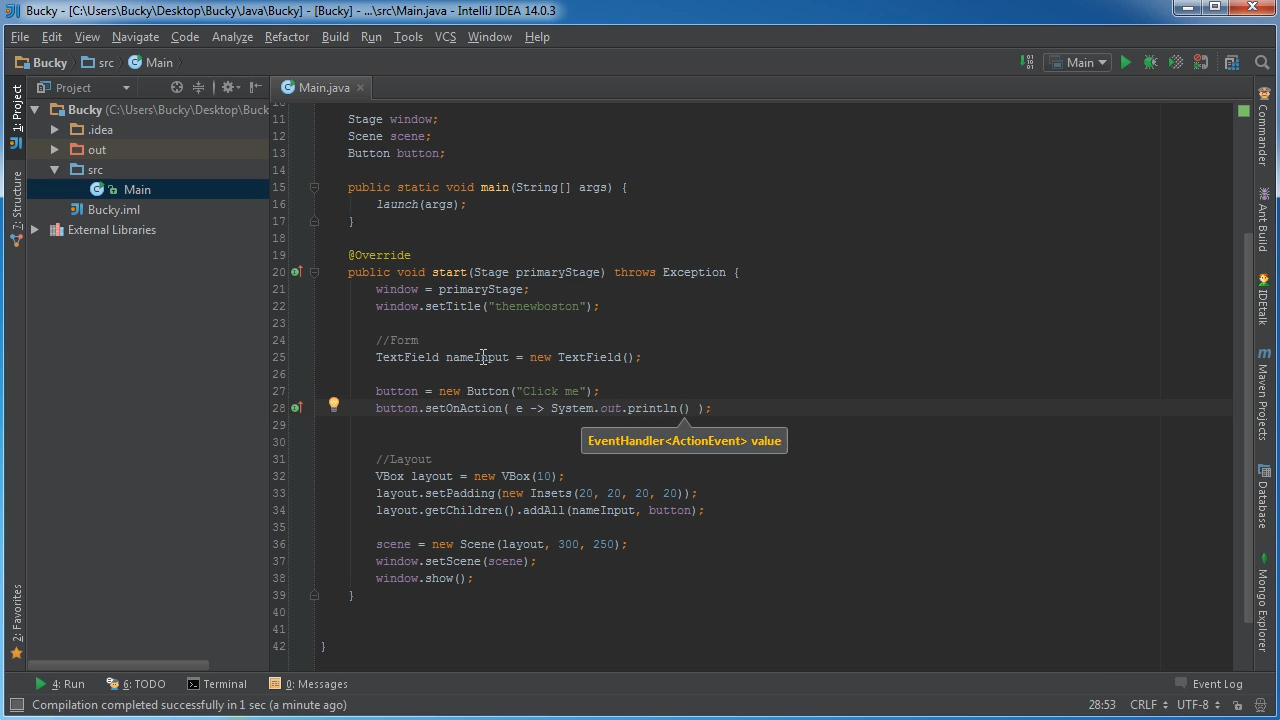 Bucky - [C:\Users\Bucky\Desktop\Bucky\Java\Bucky] - [Bucky] - ...\src\Main.java - IntelliJ IDEA 14.0.3
File Edit View Navigate Code Analyze Refactor Build Run Tools VCS Window Help
Bucky src Main Main
Project Main.java
1: Project
7: Structure
2: Favorites
Bucky (C:\Users\Bucky\Desktop\Buck
.idea
out
src
Main
Bucky.iml
External Libraries
11 Stage window;
12 Scene scene;
13 Button button;
14
15 public static void main(String[] args) {
16 launch(args);
17 }
18
19 @Override
20 public void start(Stage primaryStage) throws Exception {
21 window = primaryStage;
22 window.setTitle("thenewboston");
23
24 //Form
25 TextField nameInput = new TextField();
26
27 button = new Button("Click me");
28 button.setOnAction( e -> System.out.println() );
EventHandler<ActionEvent> value
29
30
31 //Layout
32 VBox layout = new VBox(10);
33 layout.setPadding(new Insets(20, 20, 20, 20));
34 layout.getChildren().addAll(nameInput, button);
35
36 scene = new Scene(layout, 300, 250);
37 window.setScene(scene);
38 window.show();
39 }
40
41
42 }
Commander
Ant Build
IDEtalk
m Maven Projects
Database
Mongo Explorer
4: Run 6: TODO Terminal 0: Messages Event Log
Compilation completed successfully in 1 sec (a minute ago) 28:53 CRLF UTF-8